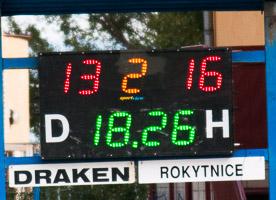 13 2 16
D 18.26 H
DRAKEN ROKYTNICE